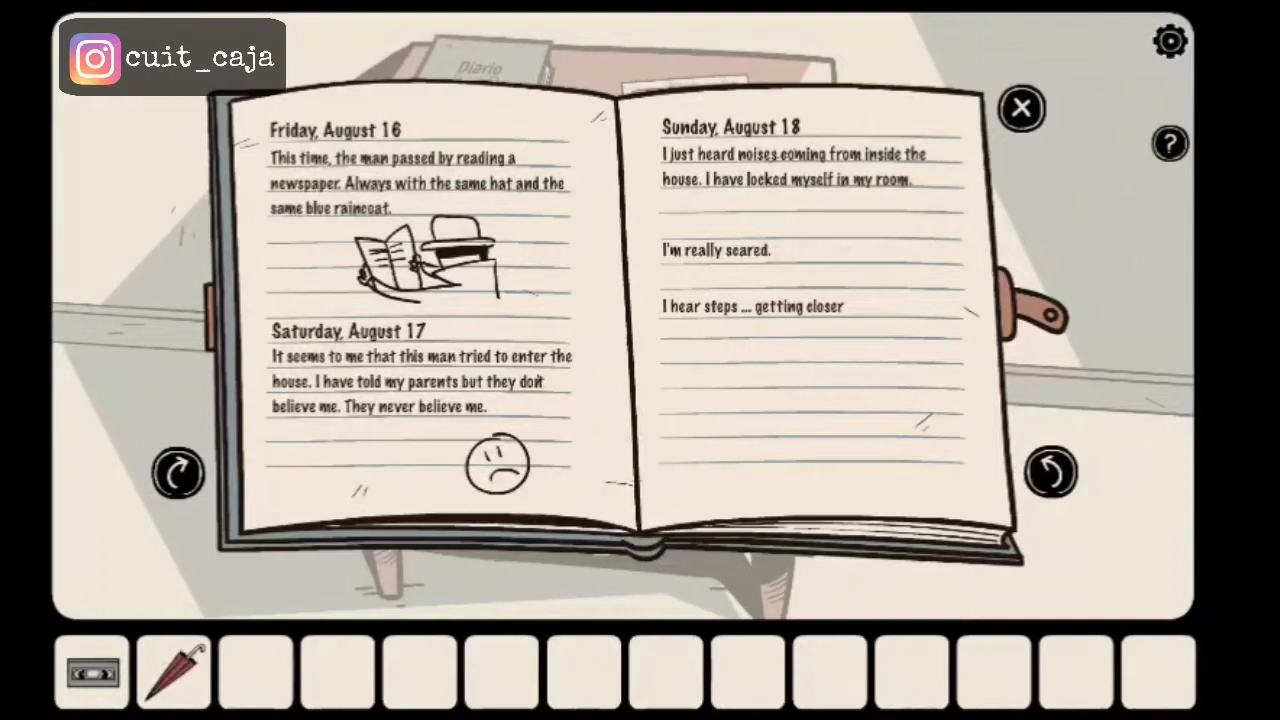 cuit_caja
Diario
Friday, August 16
This time, the man passed by reading a
newspaper. Always with the same hat and the
same blue raincoat.
Saturday, August 17
It seems to me that this man tried to enter the
house. I have told my parents but they don't
believe me. They never believe me.
Sunday, August 18
I just heard noises coming from inside the
house. I have locked myself in my room.
I'm really scared.
I hear steps ... getting closer
?